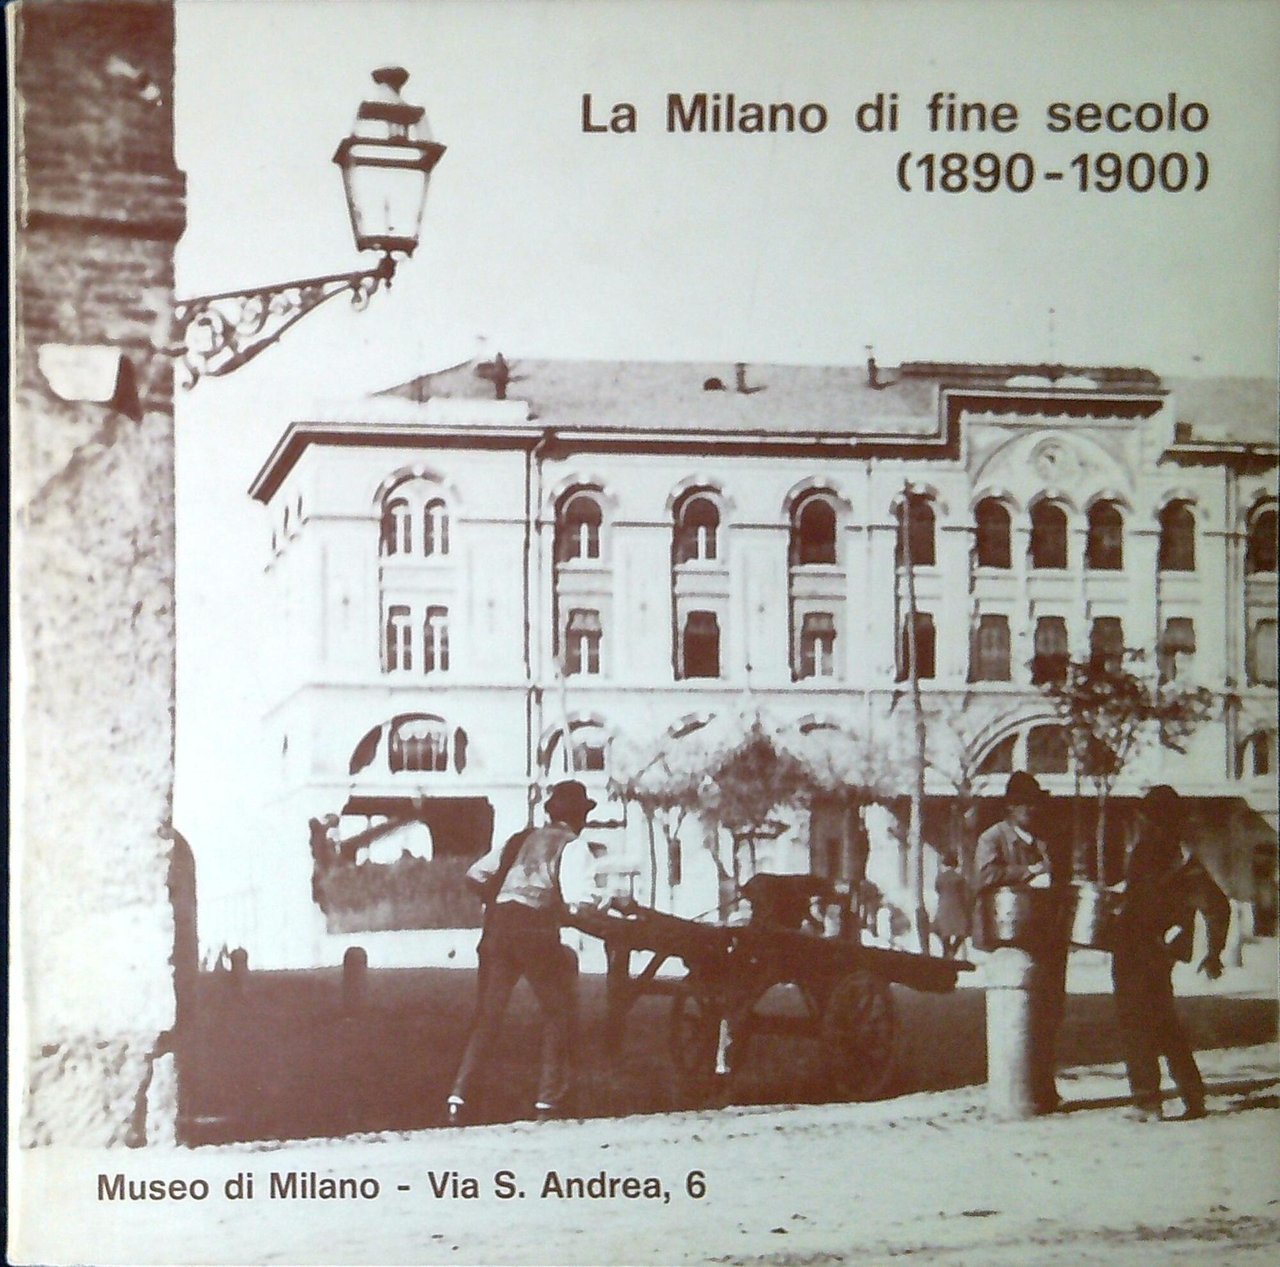 La Milano di fine secolo
(1890-1900)
Museo di Milano - Via S. Andrea, 6